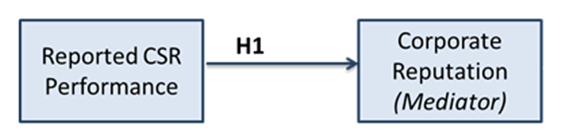 Reported CSR
Performance
H1
Corporate
Reputation
(Mediator)